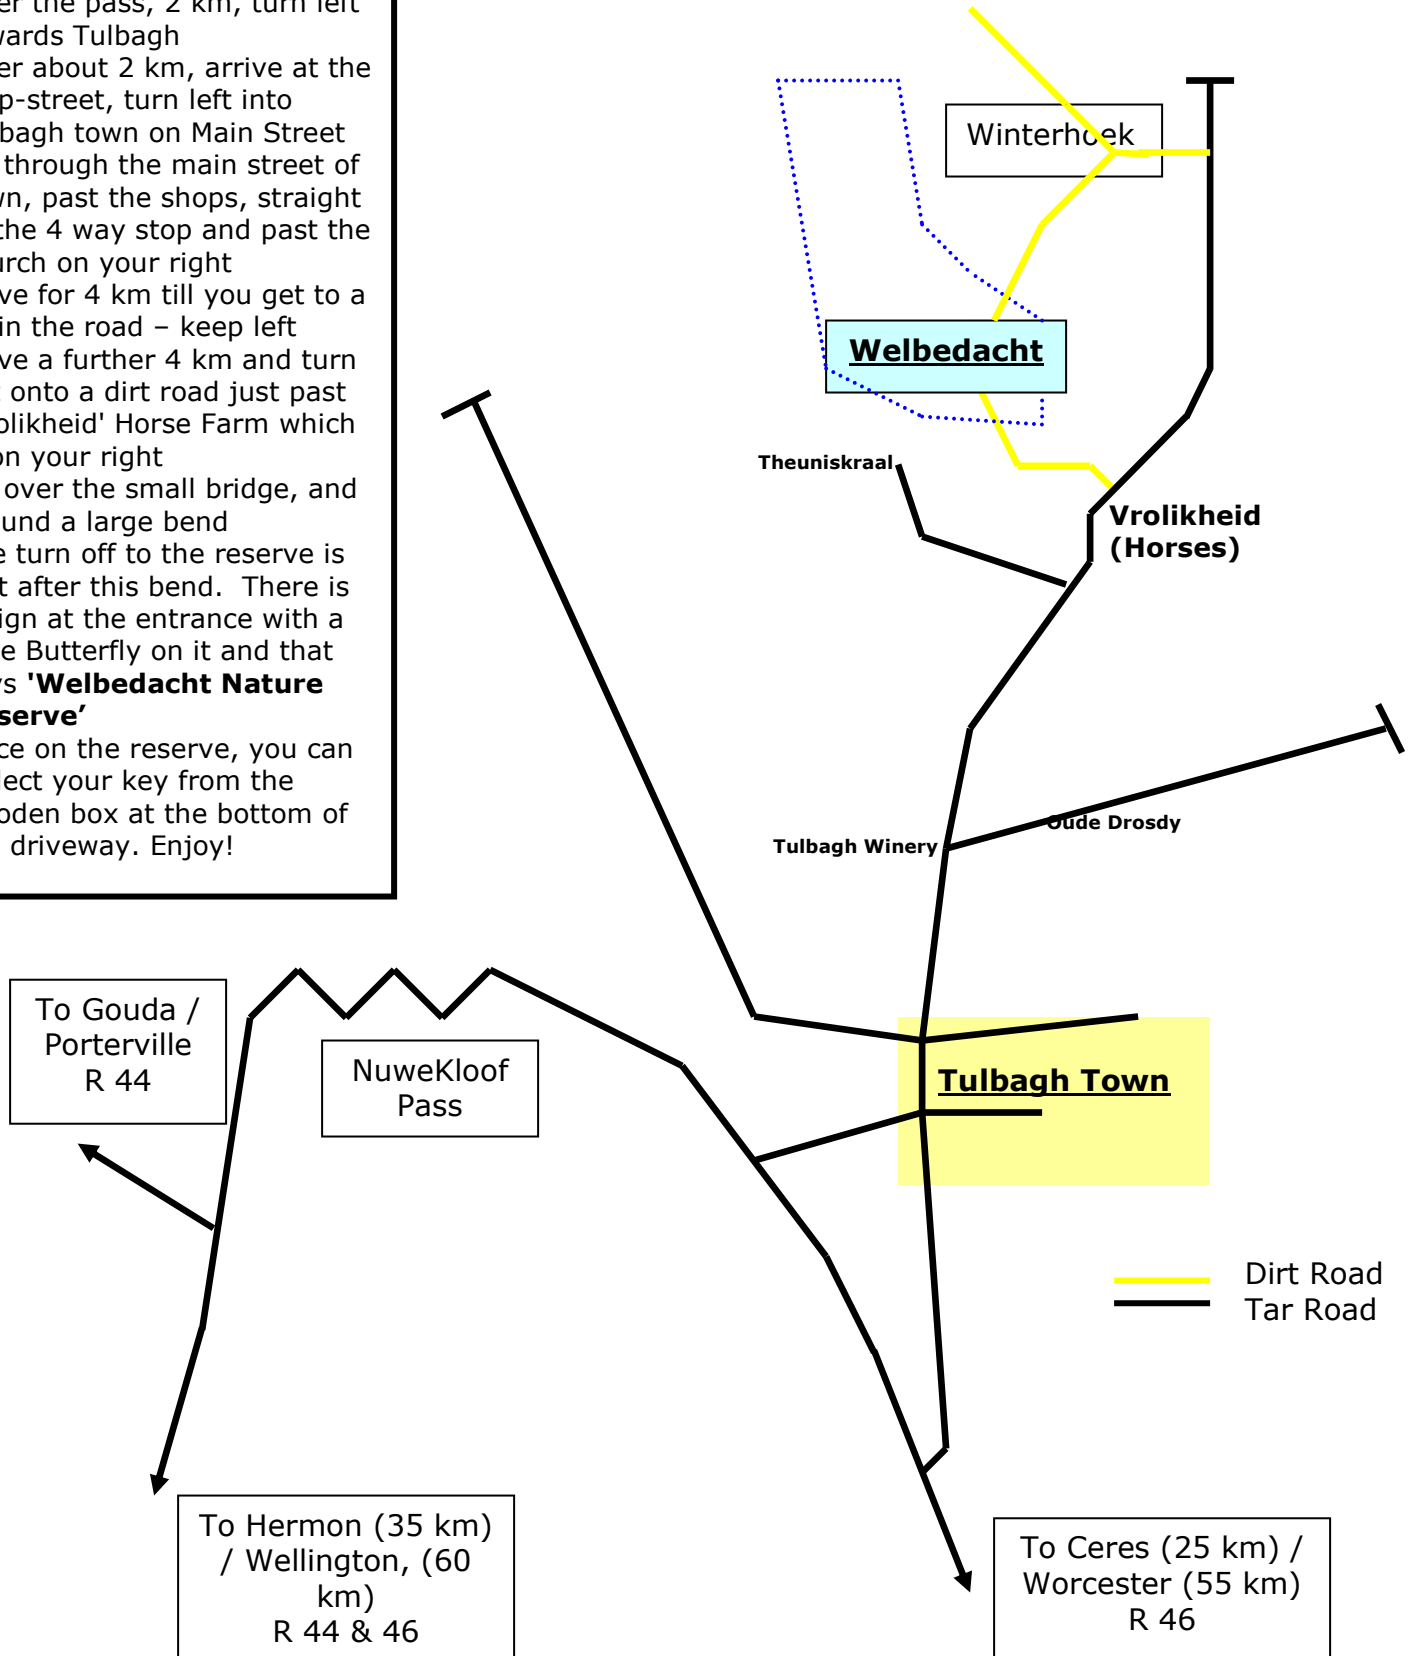 er the pass, 2 km, turn left
wards Tulbagh
er about 2 km, arrive at the
p-street, turn left into
bagh town on Main Street
through the main street of
wn, past the shops, straight
the 4 way stop and past the
urch on your right
ve for 4 km till you get to a
in the road – keep left
ve a further 4 km and turn
t onto a dirt road just past
olikheid' Horse Farm which
on your right
over the small bridge, and
und a large bend
e turn off to the reserve is
t after this bend.  There is
ign at the entrance with a
e Butterfly on it and that
ys 'Welbedacht Nature
serve’
ce on the reserve, you can
lect your key from the
oden box at the bottom of
driveway. Enjoy!
Winterhoek
Welbedacht
Theuniskraal
Vrolikheid
(Horses)
Oude Drosdy
Tulbagh Winery
To Gouda /
Porterville
R 44
NuweKloof
Pass
Tulbagh Town
Dirt Road
Tar Road
To Hermon (35 km)
/ Wellington, (60
km)
R 44 & 46
To Ceres (25 km) /
Worcester (55 km)
R 46